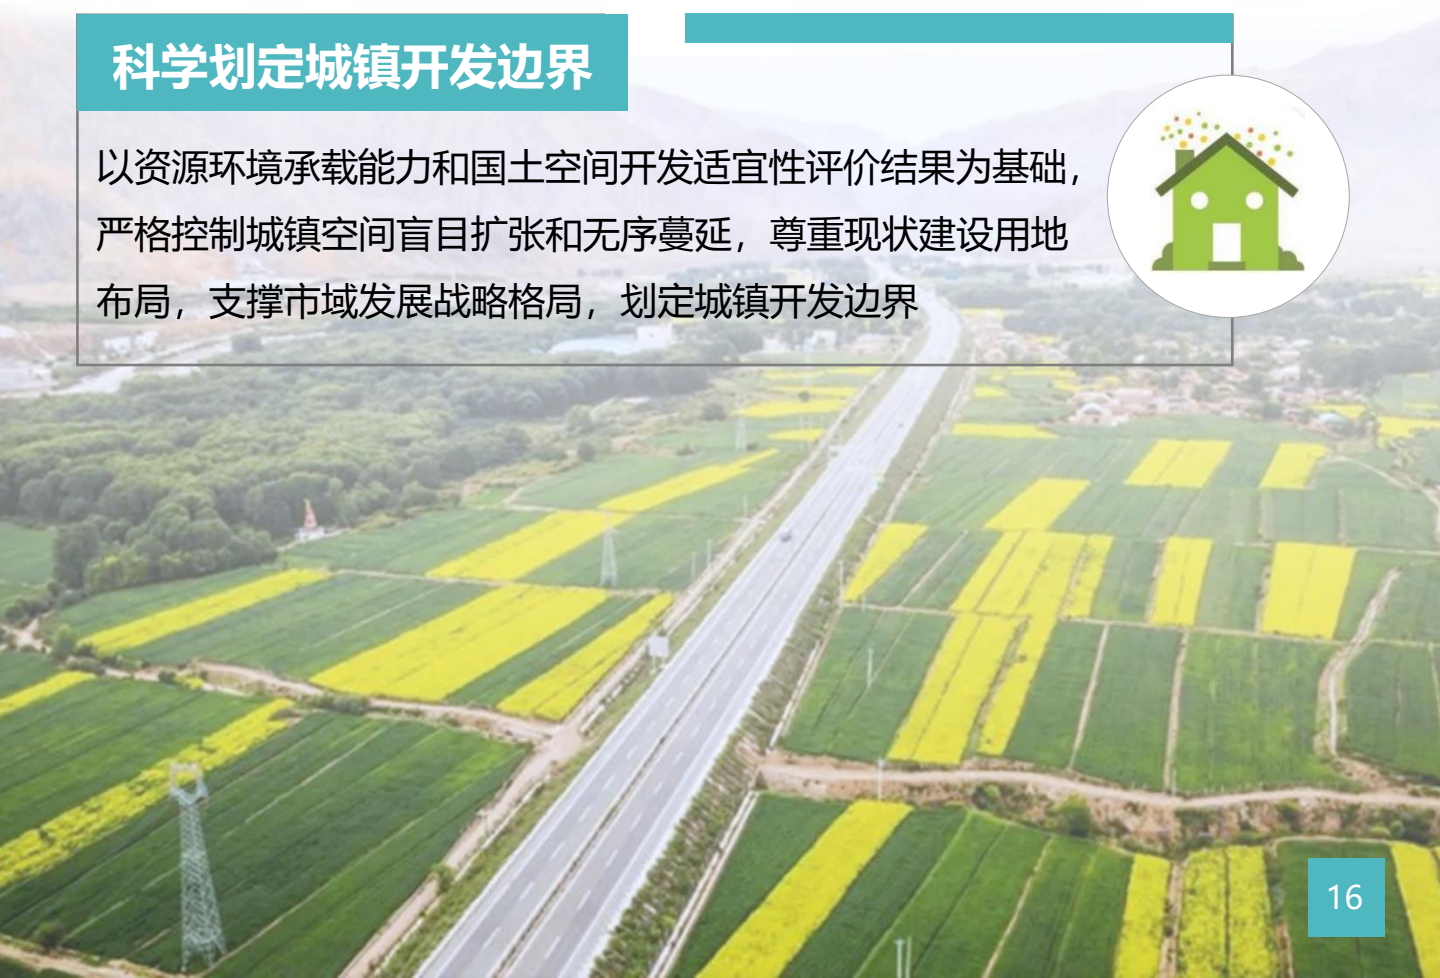 科学划定城镇开发边界
以资源环境承载能力和国土空间开发适宜性评价结果为基础，
严格控制城镇空间盲目扩张和无序蔓延，尊重现状建设用地
布局，支撑市域发展战略格局，划定城镇开发边界
16